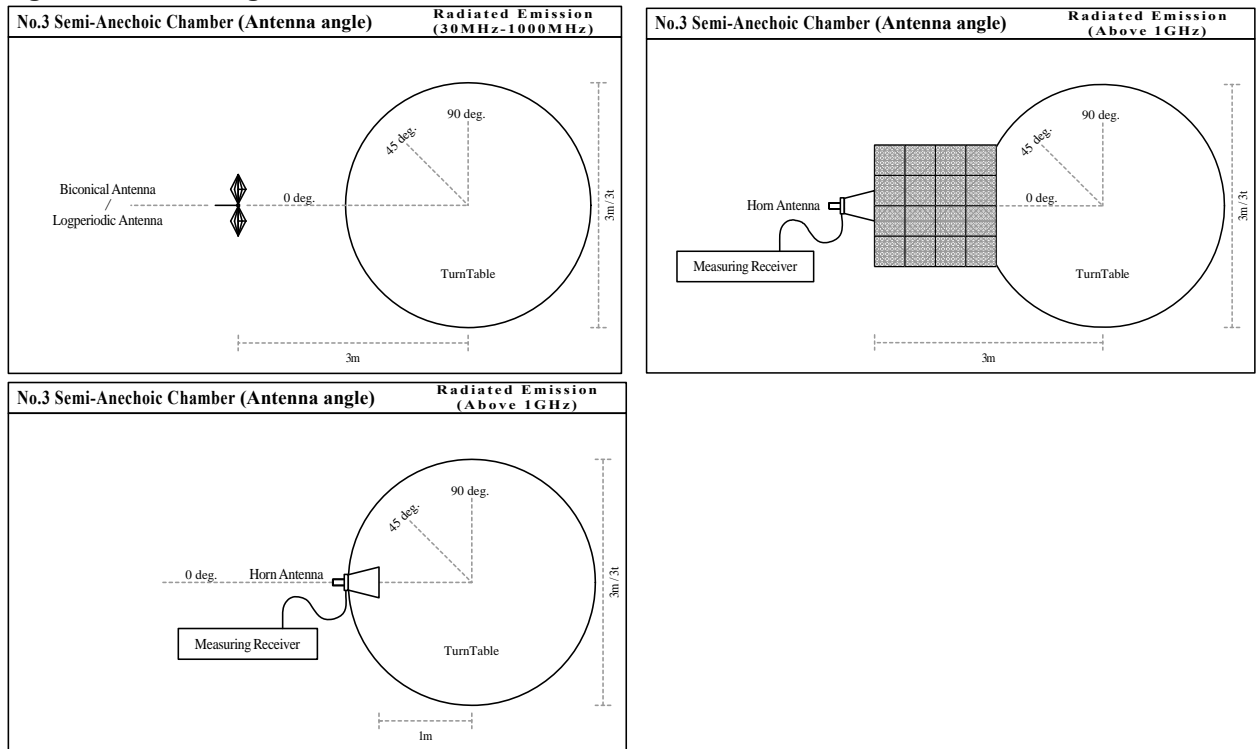 No.3 Semi-Anechoic Chamber (Antenna angle)
Radiated Emission
(30MHz-1000MHz)
90 deg.
45 deg.
Biconical Antenna
/
Logperiodic Antenna
0 deg.
3m / 3t
TurnTable
3m
No.3 Semi-Anechoic Chamber (Antenna angle)
Radiated Emission
(Above 1GHz)
90 deg.
45 deg.
Horn Antenna
0 deg.
3m / 3t
Measuring Receiver
TurnTable
3m
No.3 Semi-Anechoic Chamber (Antenna angle)
Radiated Emission
(Above 1GHz)
90 deg.
45 deg.
0 deg.
Horn Antenna
3m / 3t
Measuring Receiver
TurnTable
1m